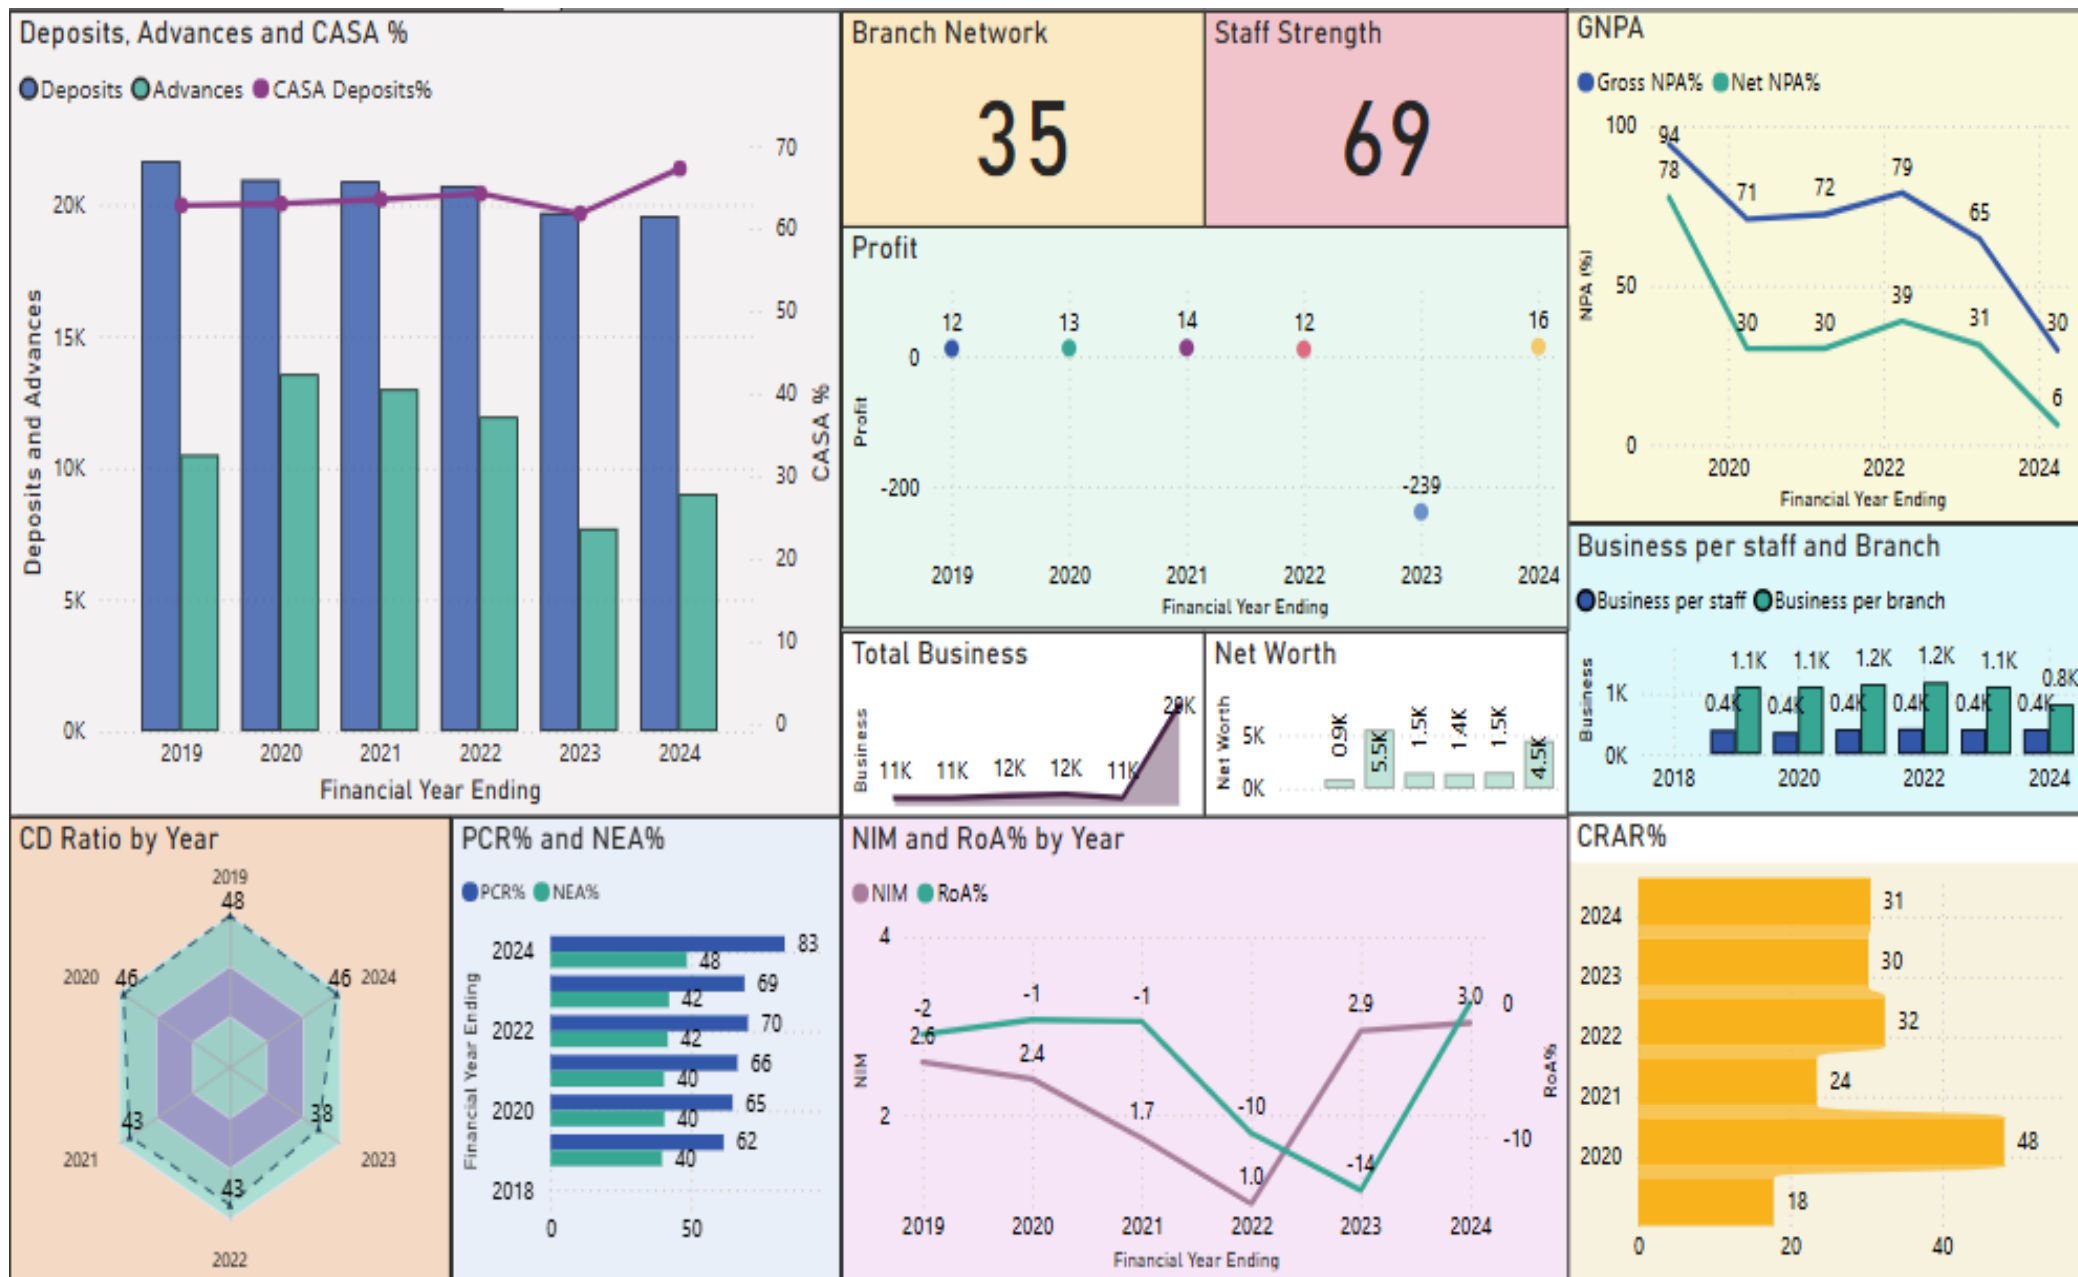 Deposits, Advances and CASA %
Deposits Advances CASA Deposits%
Deposits and Advances
20K
15K
10K
5K
0K
70
60
50
40
30
20
10
0
CASA %
2019 2020 2021 2022 2023 2024
Financial Year Ending
Branch Network
35
Staff Strength
69
Profit
Profit
0
-200
12 13 14 12 -239 16
2019 2020 2021 2022 2023 2024
Financial Year Ending
GNPA
Gross NPA% Net NPA%
NPA (%)
100
50
0
94 71 72 79 65 30
78 30 30 39 31 6
2020 2022 2024
Financial Year Ending
Total Business
Business
11K 11K 12K 12K 11K 29K
Net Worth
Net Worth
5K
0K
0.9K 5.5K 1.5K 1.4K 1.5K 4.5K
Business per staff and Branch
Business per staff Business per branch
Business
1K
0K
1.1K 1.1K 1.2K 1.2K 1.1K 0.8K
0.4K 0.4K 0.4K 0.4K 0.4K 0.4K
2018 2020 2022 2024
CD Ratio by Year
2019
48
2020 46 46 2024
43 38
2021 2023
43
2022
PCR% and NEA%
PCR% NEA%
Financial Year Ending
2024 83
48
69
42
2022 70
42
66
40
2020 65
40
62
40
2018
0 50
NIM and RoA% by Year
NIM RoA%
NIM
4
2
-2 -1 -1 -10 -14
2.6 2.4 1.7 1.0 2.9 3.0
0
-10
RoA%
2019 2020 2021 2022 2023 2024
Financial Year Ending
CRAR%
2024 31
2023 30
2022 32
2021 24
2020 48
18
0 20 40